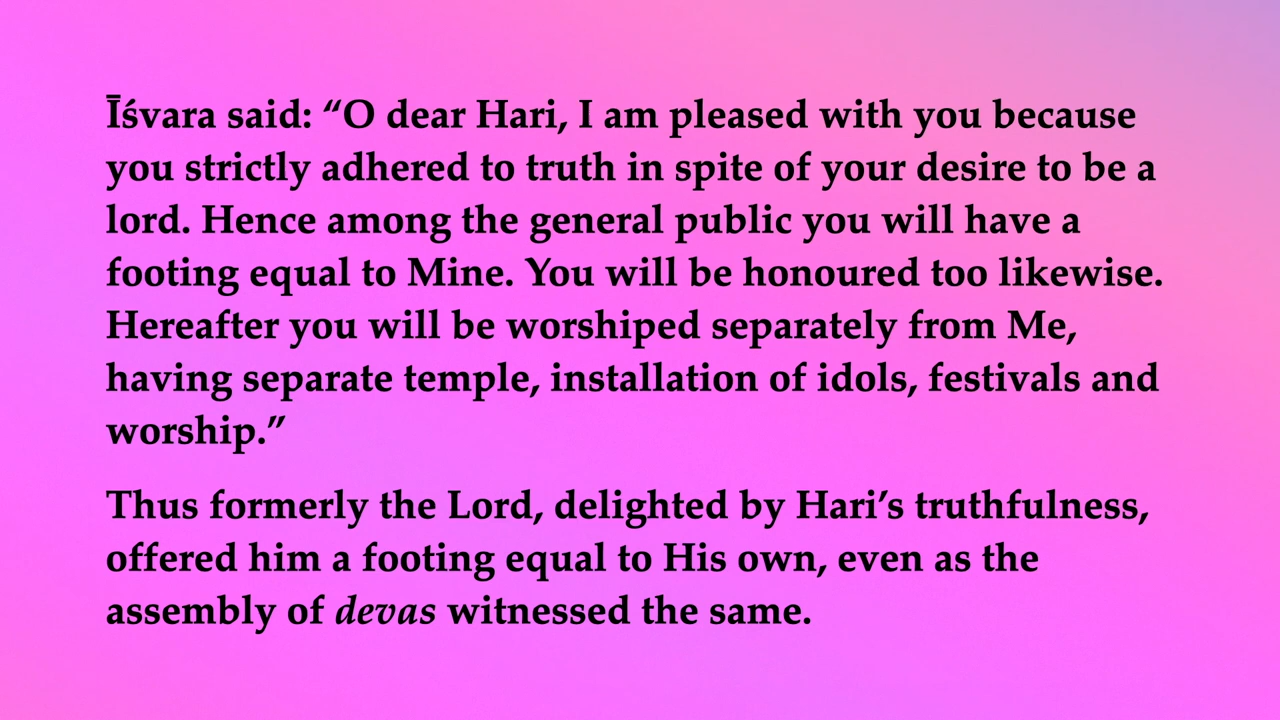 Īśvara said: “O dear Hari, I am pleased with you because
you strictly adhered to truth in spite of your desire to be a
lord. Hence among the general public you will have a
footing equal to Mine. You will be honoured too likewise.
Hereafter you will be worshiped separately from Me,
having separate temple, installation of idols, festivals and
worship.”
Thus formerly the Lord, delighted by Hari’s truthfulness,
offered him a footing equal to His own, even as the
assembly of devas witnessed the same.